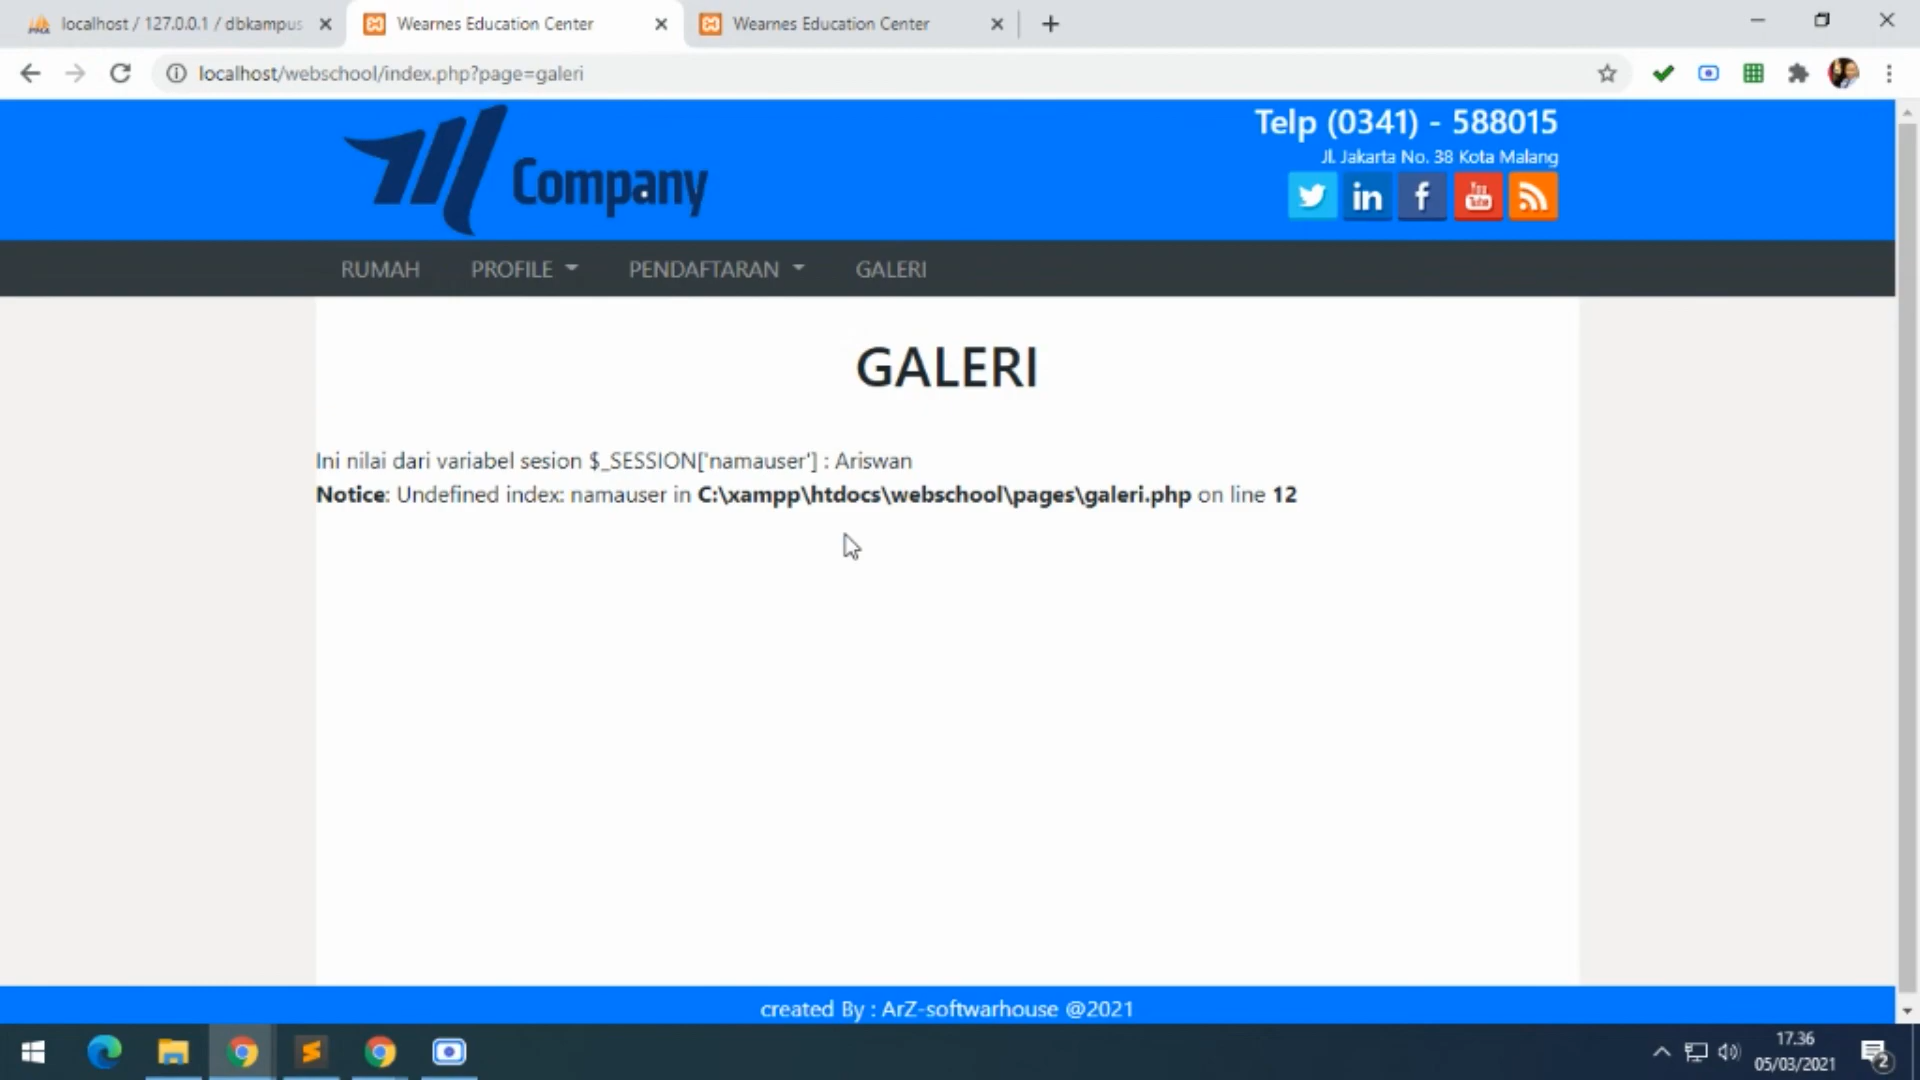 localhost / 127.0.0.1 / dbkampus
Wearnes Education Center
Wearnes Education Center
localhost/webschool/index.php?page=galeri
Company
Telp (0341) - 588015
Jl. Jakarta No. 38 Kota Malang
You
Tube
RUMAH
PROFILE
PENDAFTARAN
GALERI
GALERI
Ini nilai dari variabel sesion $_SESSION['namauser'] : Ariswan
Notice: Undefined index: namauser in C:\xampp\htdocs\webschool\pages\galeri.php on line 12
created By : ArZ-softwarhouse @2021
17.36
05/03/2021
2